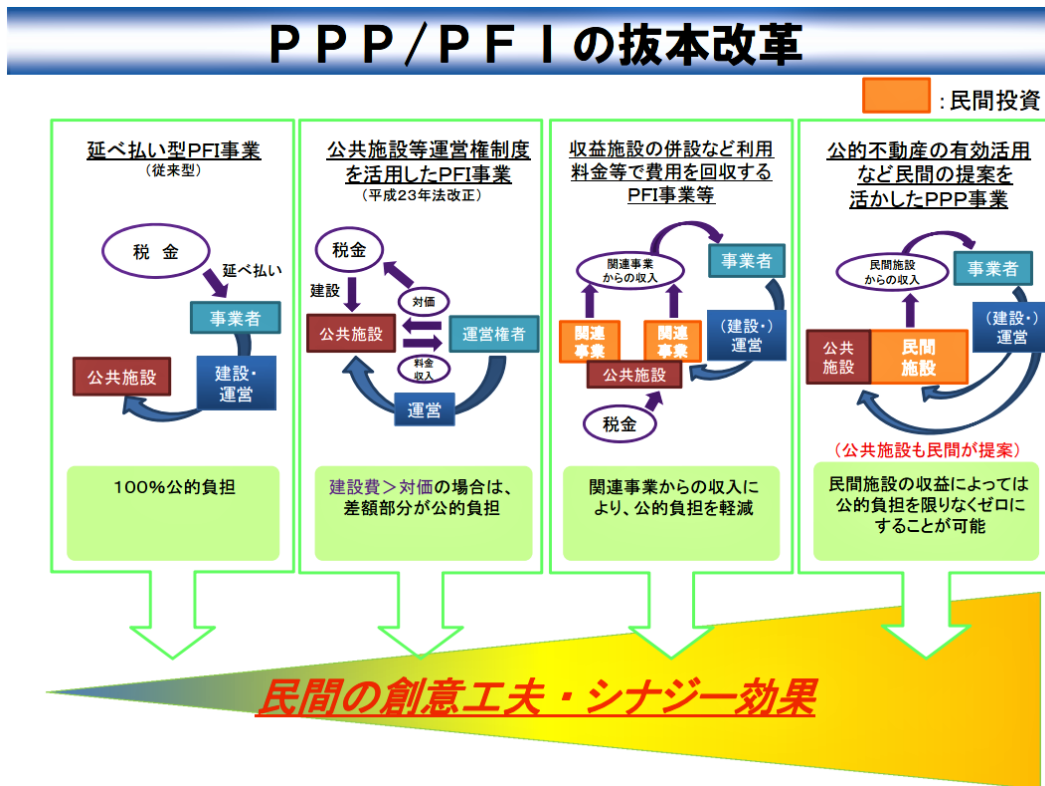 PPP/PFIの抜本改革
：民間投資
延べ払い型PFI事業
(従来型)
税 金
延べ払い
事業者
公共施設
建設・
運営
100%公的負担
公共施設等運営権制度
を活用したPFI事業
(平成23年法改正)
税金
建設
対価
公共施設
運営権者
料金
収入
運営
建設費＞対価の場合は、
差額部分が公的負担
収益施設の併設など利用
料金等で費用を回収する
PFI事業等
関連事業
からの収入
事業者
関連
事業
関連
事業
(建設・)
運営
公共施設
税金
関連事業からの収入に
より、公的負担を軽減
公的不動産の有効活用
など民間の提案を
活かしたPPP事業
民間施設
からの収入
事業者
(建設・)
運営
公共
施設
民間
施設
(公共施設も民間が提案)
民間施設の収益によっては
公的負担を限りなくゼロに
することが可能
民間の創意工夫・シナジー効果